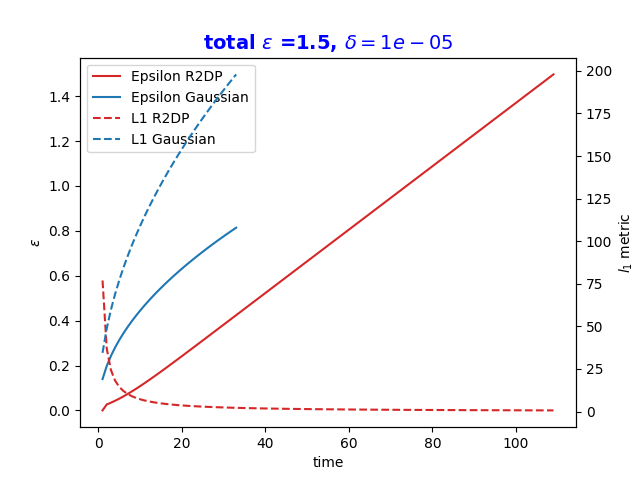 total ε =1.5, δ = 1e − 05
Epsilon R2DP
Epsilon Gaussian
L1 R2DP
L1 Gaussian
ε
1.4
1.2
1.0
0.8
0.6
0.4
0.2
0.0
200
175
150
125
100
75
50
25
0
l₁ metric
0 20 40 60 80 100
time